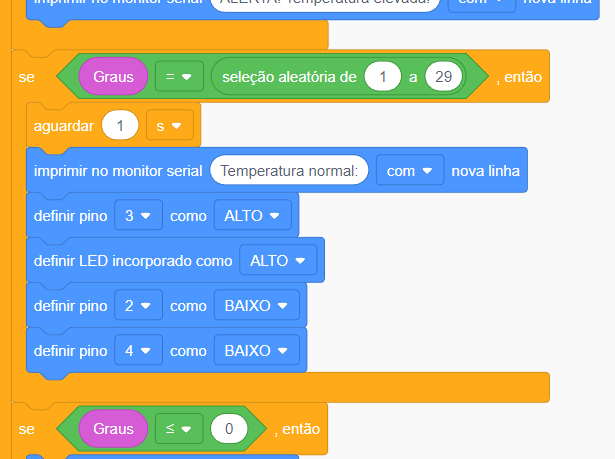 imprimir no monitor serial ALERTA! Temperatura elevada! com nova linha
se Graus = seleção aleatória de 1 a 29 , então
aguardar 1 s
imprimir no monitor serial Temperatura normal: com nova linha
definir pino 3 como ALTO
definir LED incorporado como ALTO
definir pino 2 como BAIXO
definir pino 4 como BAIXO
se Graus ≤ 0 , então